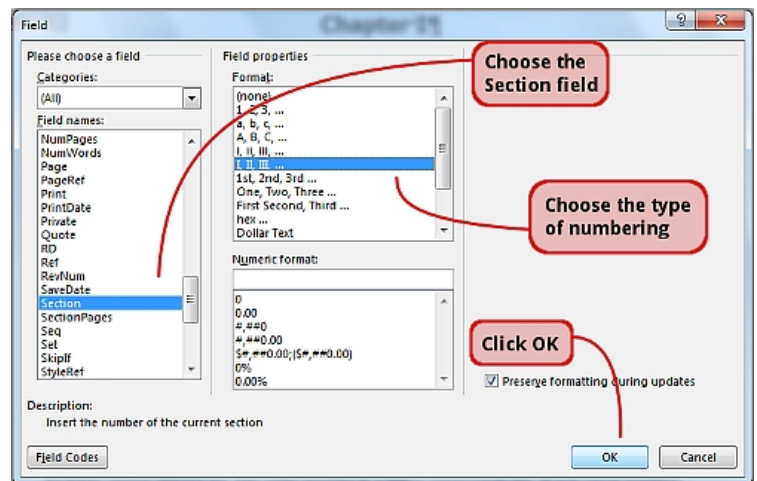 Field
Chapter I¶
Please choose a field
Categories:
(All)
Field names:
NumPages
NumWords
Page
PageRef
Print
PrintDate
Private
Quote
RD
Ref
RevNum
SaveDate
Section
SectionPages
Seq
Set
SkipIf
StyleRef
Field properties
Format:
(none)
1, 2, 3, ...
a, b, c, ...
A, B, C, ...
i, ii, iii, ...
I, II, III, ...
1st, 2nd, 3rd ...
One, Two, Three ...
First Second, Third ...
hex ...
Dollar Text
Numeric format:
0
0.00
#,##0
#,##0.00
$#,##0.00;($#,##0.00)
0%
0.00%
Choose the
Section field
Choose the type
of numbering
Click OK
Preserve formatting during updates
Description:
Insert the number of the current section
Field Codes
OK
Cancel